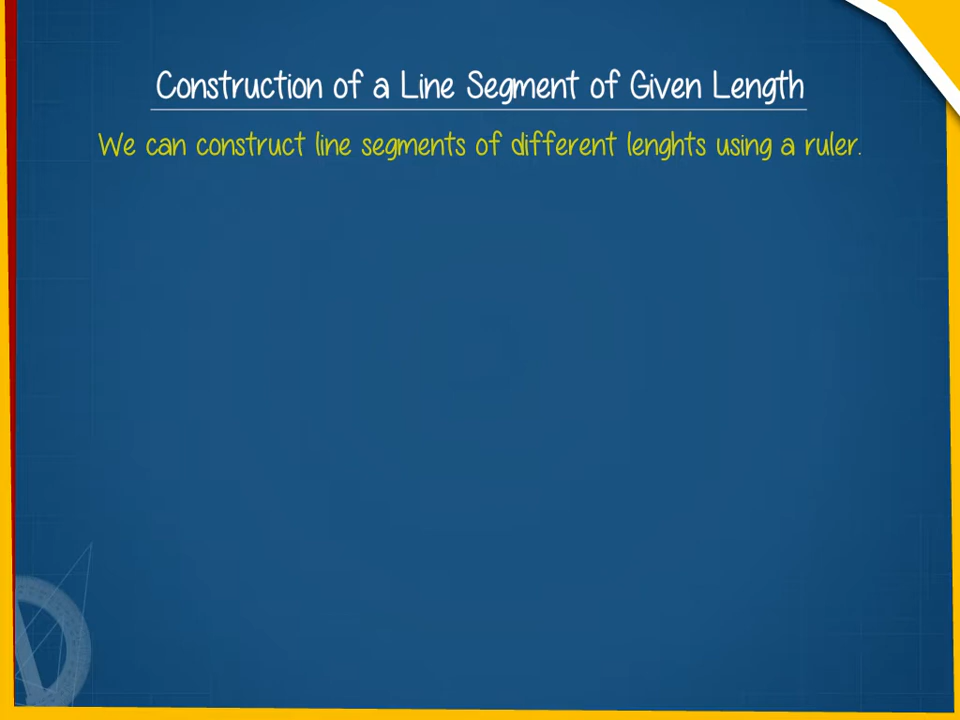 Construction of a Line Segment of Given Length
We can construct line segments of different lenghts using a ruler.